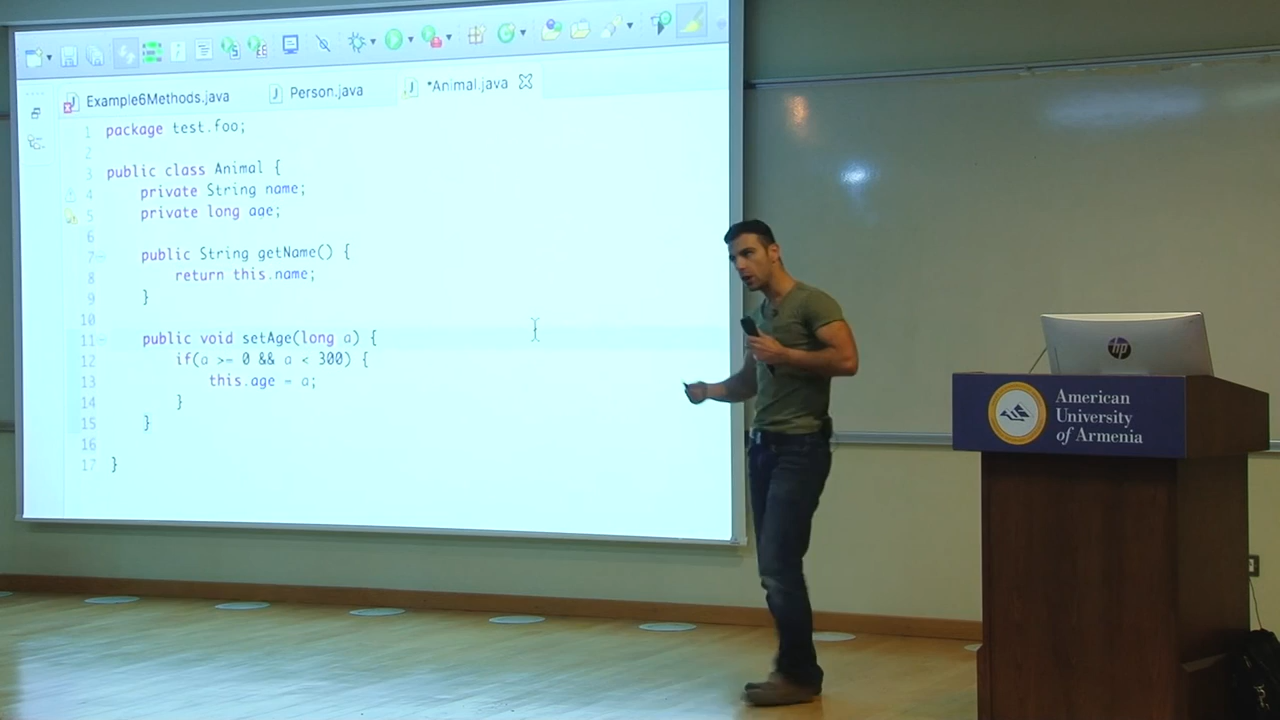 Example6Methods.java
Person.java
*Animal.java
1 package test.foo;
2
3 public class Animal {
4 private String name;
5 private long age;
6
7 public String getName() {
8 return this.name;
9 }
10
11 public void setAge(long a) {
12 if(a >= 0 && a < 300) {
13 this.age = a;
14 }
15 }
16
17 }
hp
American
University
of Armenia